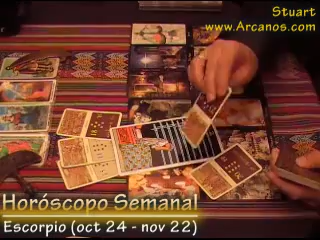 Stuart
www.Arcanos.com
Horóscopo Semanal
Escorpio (oct 24 - nov 22)